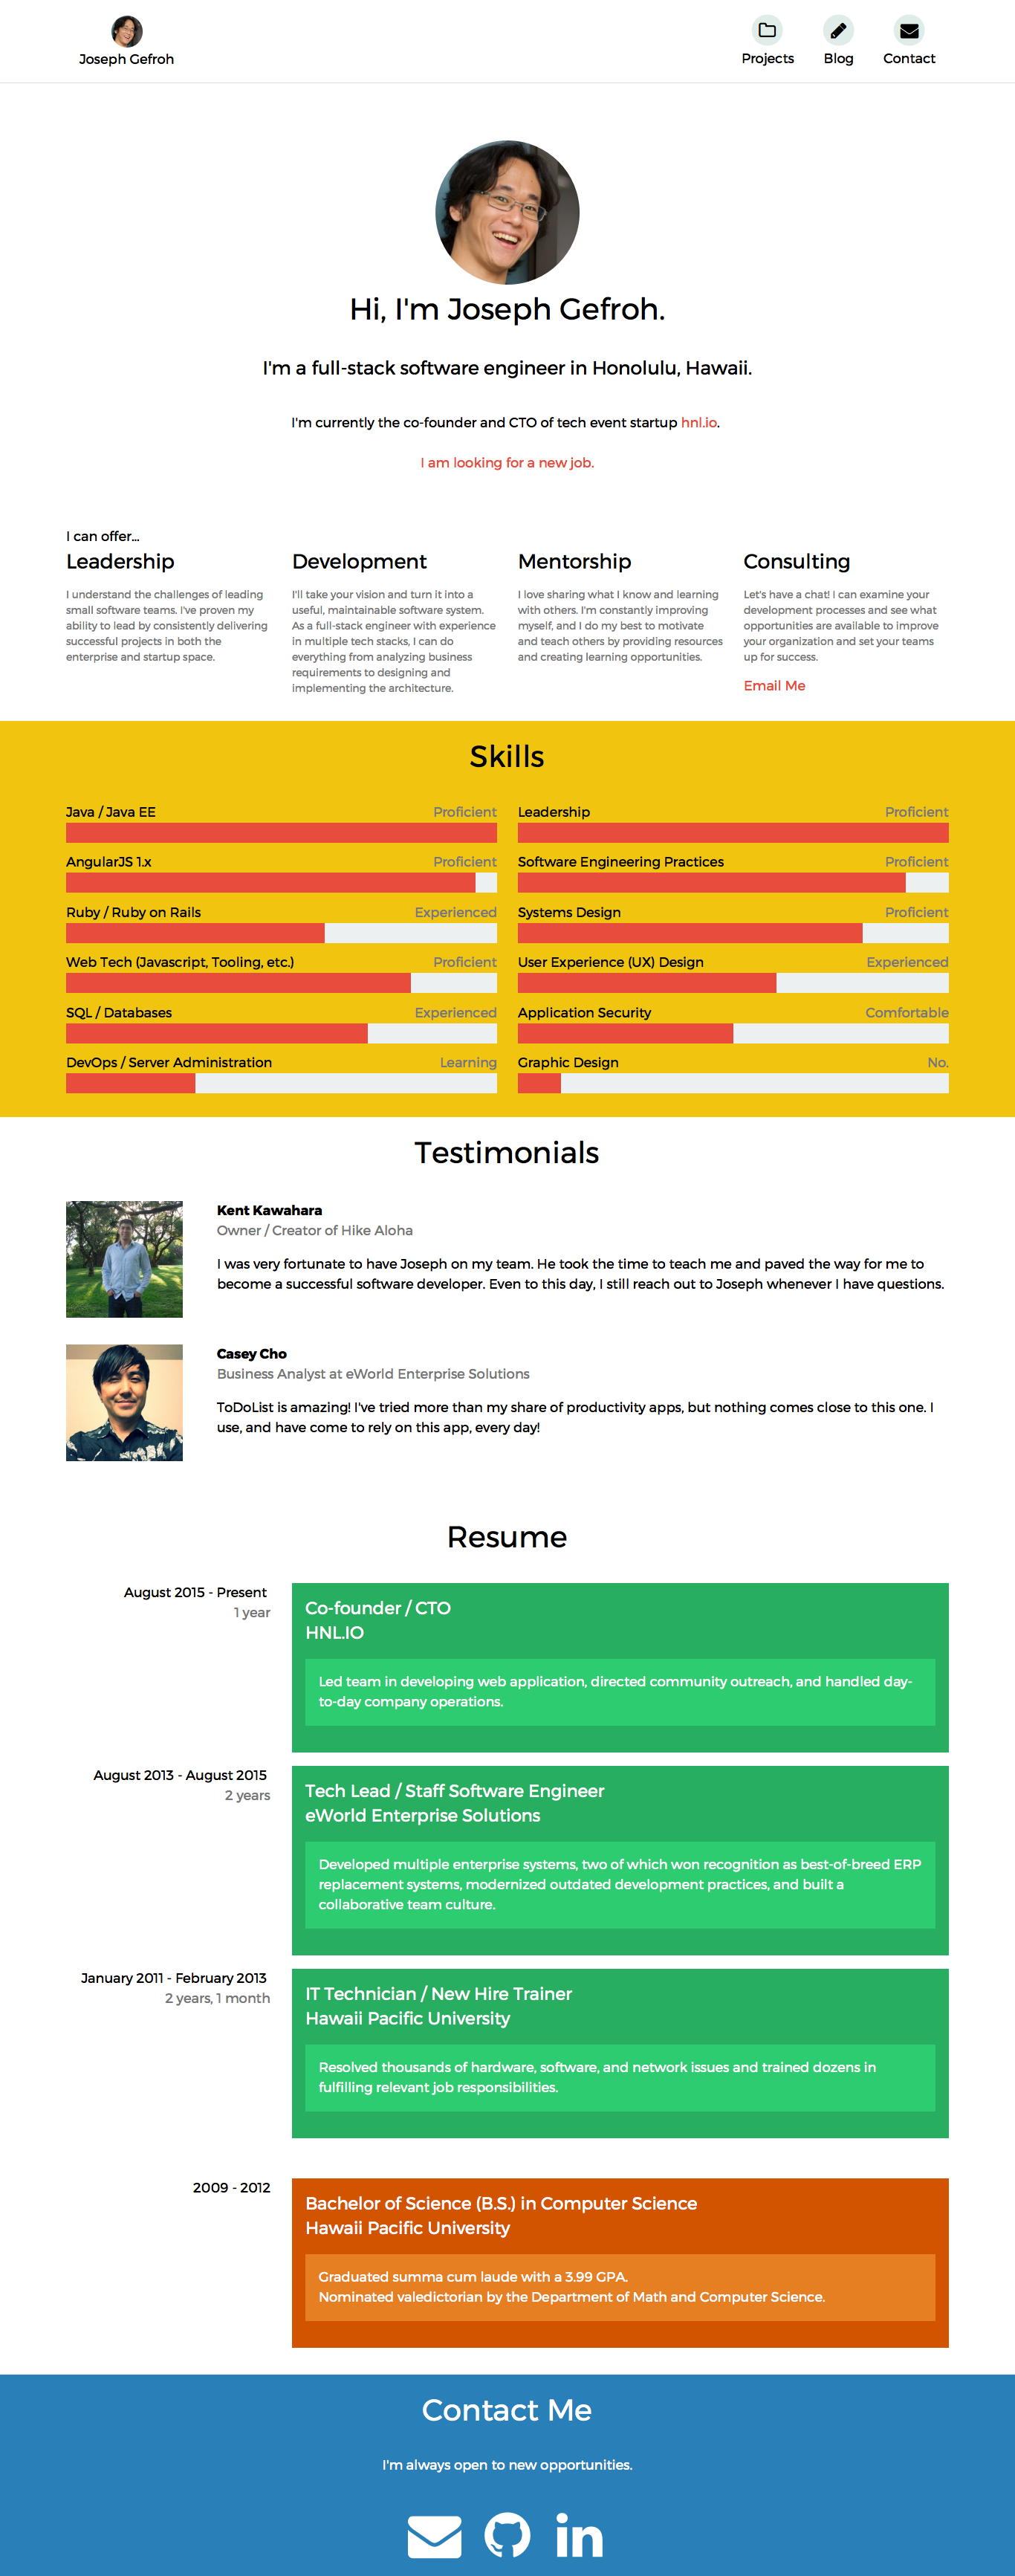 Joseph Gefroh
Projects
Blog
Contact
Hi, I'm Joseph Gefroh.
I'm a full-stack software engineer in Honolulu, Hawaii.
I'm currently the co-founder and CTO of tech event startup hnl.io.
I am looking for a new job.
I can offer...
Leadership
I understand the challenges of leading
small software teams. I've proven my
ability to lead by consistently delivering
successful projects in both the
enterprise and startup space.
Development
I'll take your vision and turn it into a
useful, maintainable software system.
As a full-stack engineer with experience
in multiple tech stacks, I can do
everything from analyzing business
requirements to designing and
implementing the architecture.
Mentorship
I love sharing what I know and learning
with others. I'm constantly improving
myself, and I do my best to motivate
and teach others by providing resources
and creating learning opportunities.
Consulting
Let's have a chat! I can examine your
development processes and see what
opportunities are available to improve
your organization and set your teams
up for success.
Email Me
Skills
Java / Java EE Proficient
AngularJS 1.x Proficient
Ruby / Ruby on Rails Experienced
Web Tech (Javascript, Tooling, etc.) Proficient
SQL / Databases Experienced
DevOps / Server Administration Learning
Leadership Proficient
Software Engineering Practices Proficient
Systems Design Proficient
User Experience (UX) Design Experienced
Application Security Comfortable
Graphic Design No.
Testimonials
Kent Kawahara
Owner / Creator of Hike Aloha
I was very fortunate to have Joseph on my team. He took the time to teach me and paved the way for me to
become a successful software developer. Even to this day, I still reach out to Joseph whenever I have questions.
Casey Cho
Business Analyst at eWorld Enterprise Solutions
ToDoList is amazing! I've tried more than my share of productivity apps, but nothing comes close to this one. I
use, and have come to rely on this app, every day!
Resume
August 2015 - Present
1 year
Co-founder / CTO
HNL.IO
Led team in developing web application, directed community outreach, and handled day-
to-day company operations.
August 2013 - August 2015
2 years
Tech Lead / Staff Software Engineer
eWorld Enterprise Solutions
Developed multiple enterprise systems, two of which won recognition as best-of-breed ERP
replacement systems, modernized outdated development practices, and built a
collaborative team culture.
January 2011 - February 2013
2 years, 1 month
IT Technician / New Hire Trainer
Hawaii Pacific University
Resolved thousands of hardware, software, and network issues and trained dozens in
fulfilling relevant job responsibilities.
2009 - 2012
Bachelor of Science (B.S.) in Computer Science
Hawaii Pacific University
Graduated summa cum laude with a 3.99 GPA.
Nominated valedictorian by the Department of Math and Computer Science.
Contact Me
I'm always open to new opportunities.
in